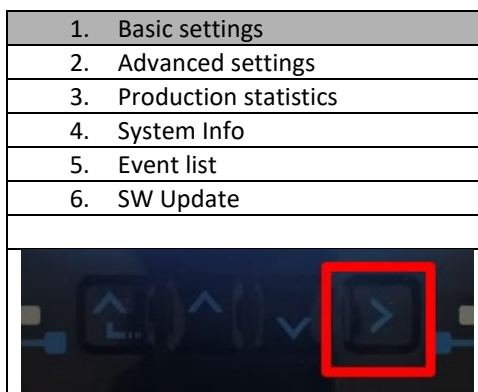 1. Basic settings
2. Advanced settings
3. Production statistics
4. System Info
5. Event list
6. SW Update